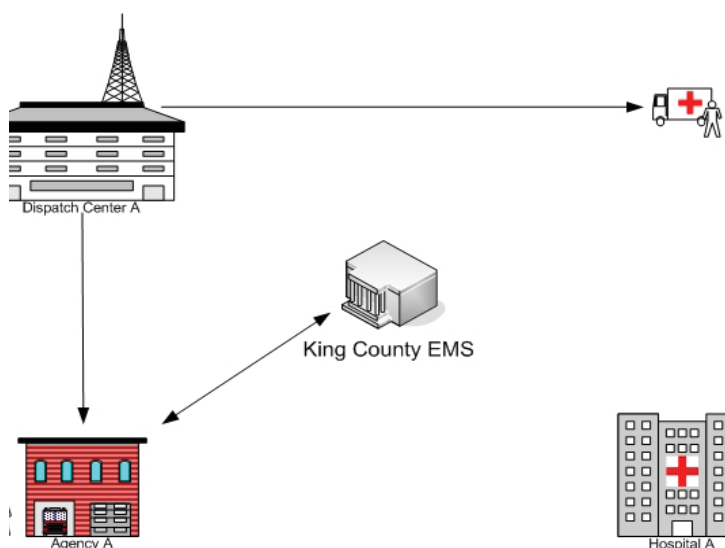 Dispatch Center A
King County EMS
Agency A
Hospital A